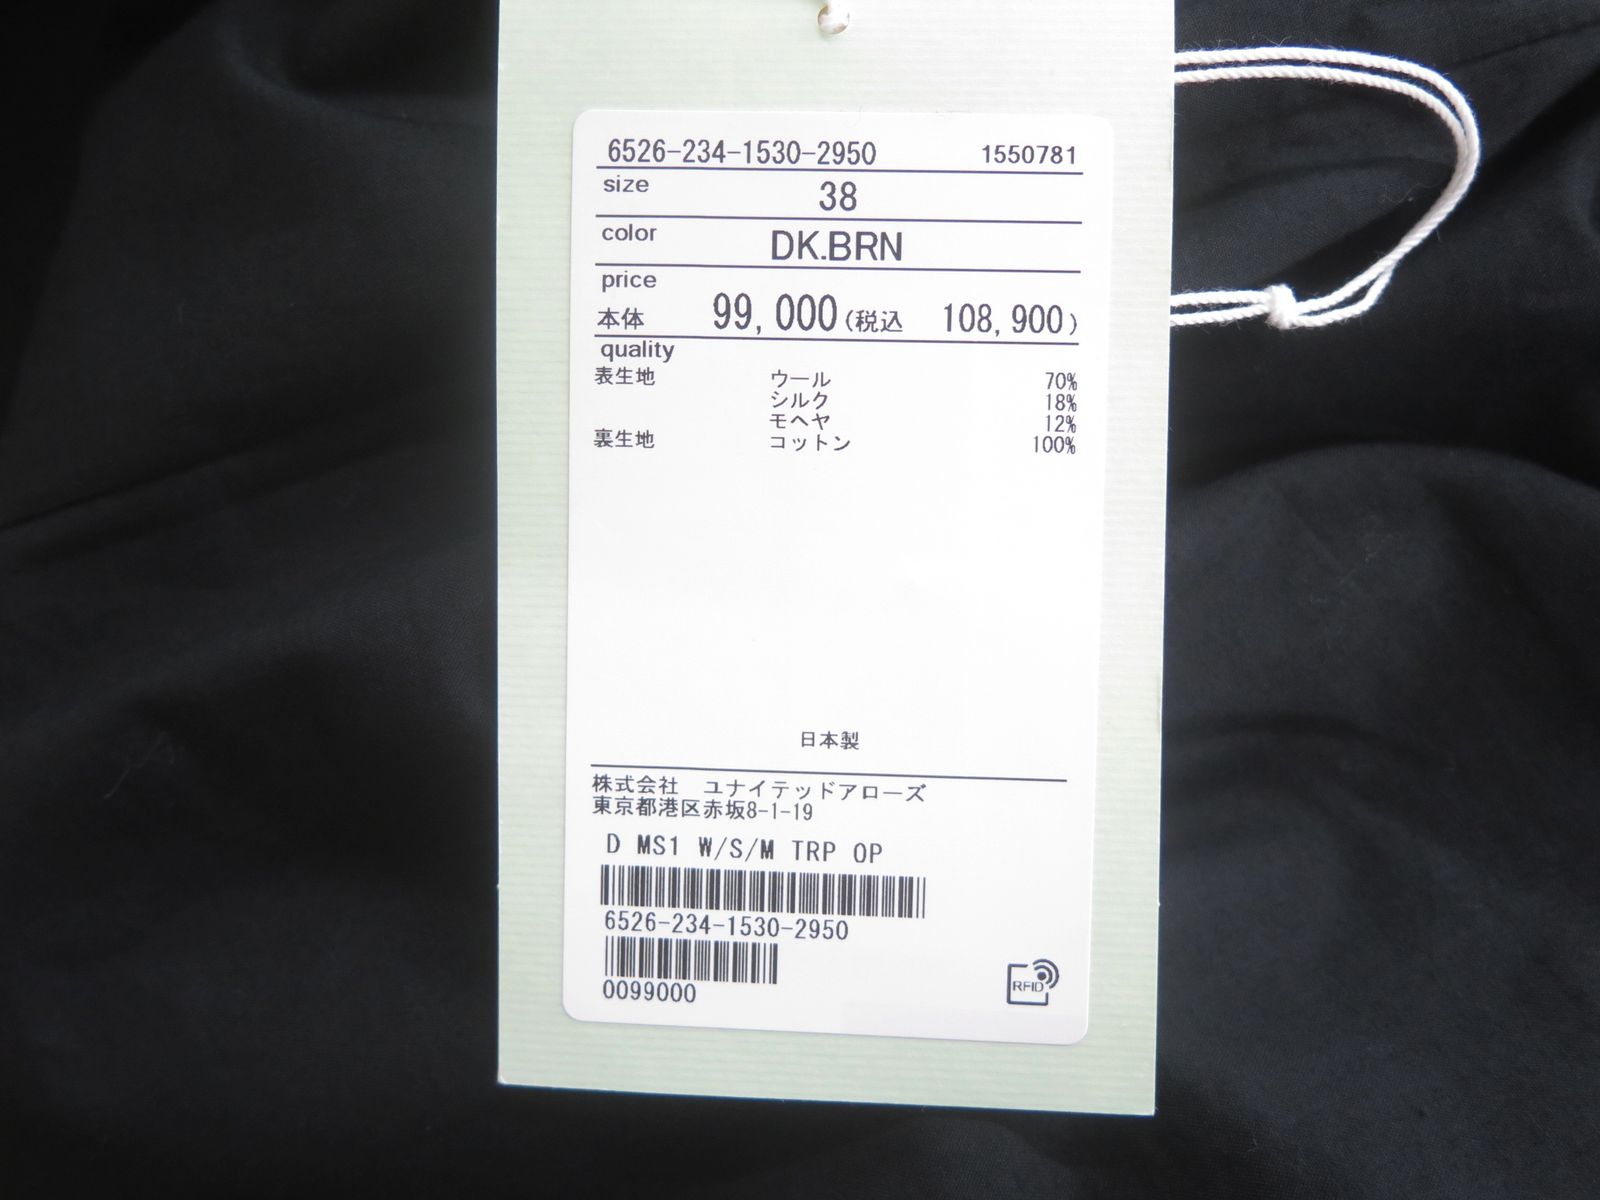 6526-234-1530-2950 1550781
size 38
color DK.BRN
price
本体 99,000(税込 108,900)
quality
表生地 ウール 70%
シルク 18%
モヘヤ 12%
裏生地 コットン 100%
日本製
株式会社 ユナイテッドアローズ
東京都港区赤坂8-1-19
D MS1 W/S/M TRP OP
6526-234-1530-2950
0099000
RFID